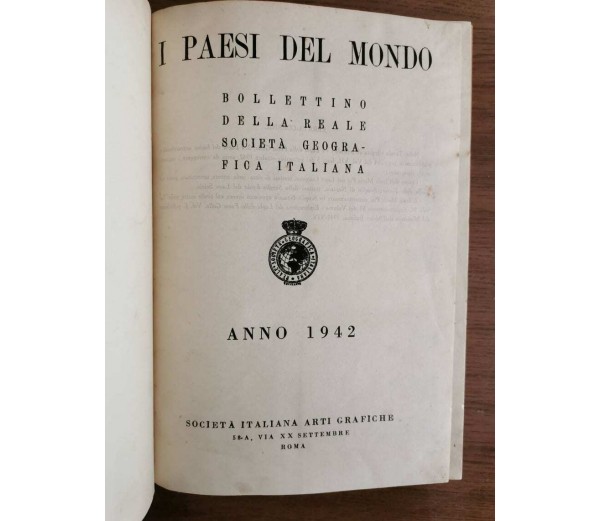 I PAESI DEL MONDO
BOLLETTINO
DELLA REALE
SOCIETÀ GEOGRA-
FICA ITALIANA
ANNO 1942
SOCIETÀ ITALIANA ARTI GRAFICHE
58-A, VIA XX SETTEMBRE
ROMA